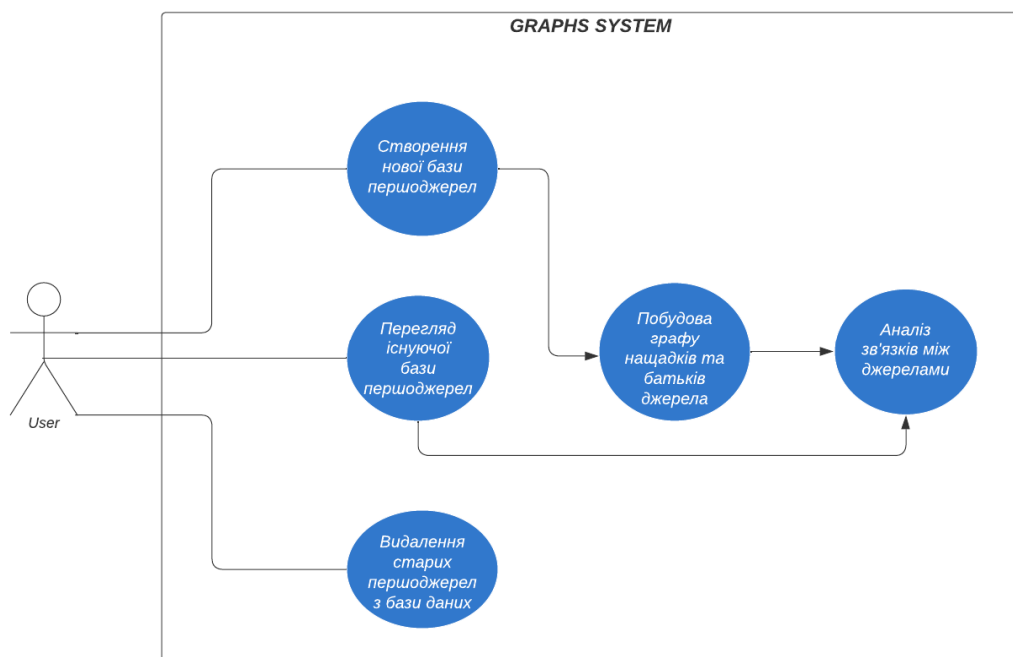 GRAPHS SYSTEM
Створення
нової бази
першоджерел
Перегляд
існуючої
бази
першоджерел
Побудова
графу
нащадків та
батьків
джерела
Аналіз
зв'язків між
джерелами
User
Видалення
старих
першоджерел
з бази даних